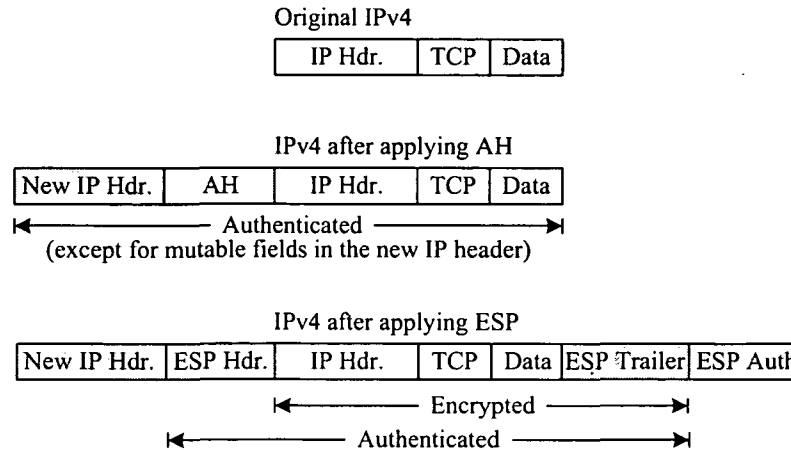 Original IPv4
IP Hdr. TCP Data
IPv4 after applying AH
New IP Hdr. AH IP Hdr. TCP Data
Authenticated
(except for mutable fields in the new IP header)
IPv4 after applying ESP
New IP Hdr. ESP Hdr. IP Hdr. TCP Data ESP Trailer ESP Auth
Encrypted
Authenticated